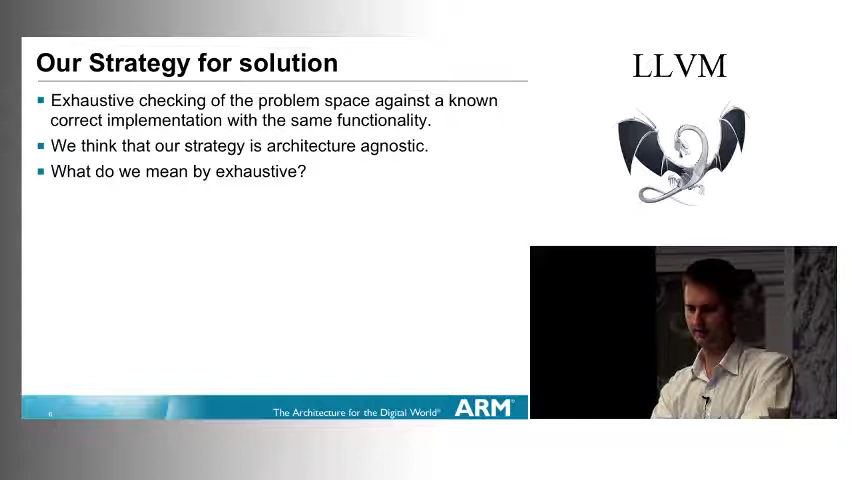 Our Strategy for solution
Exhaustive checking of the problem space against a known
correct implementation with the same functionality.
We think that our strategy is architecture agnostic.
What do we mean by exhaustive?
6
The Architecture for the Digital World®
ARM®
LLVM